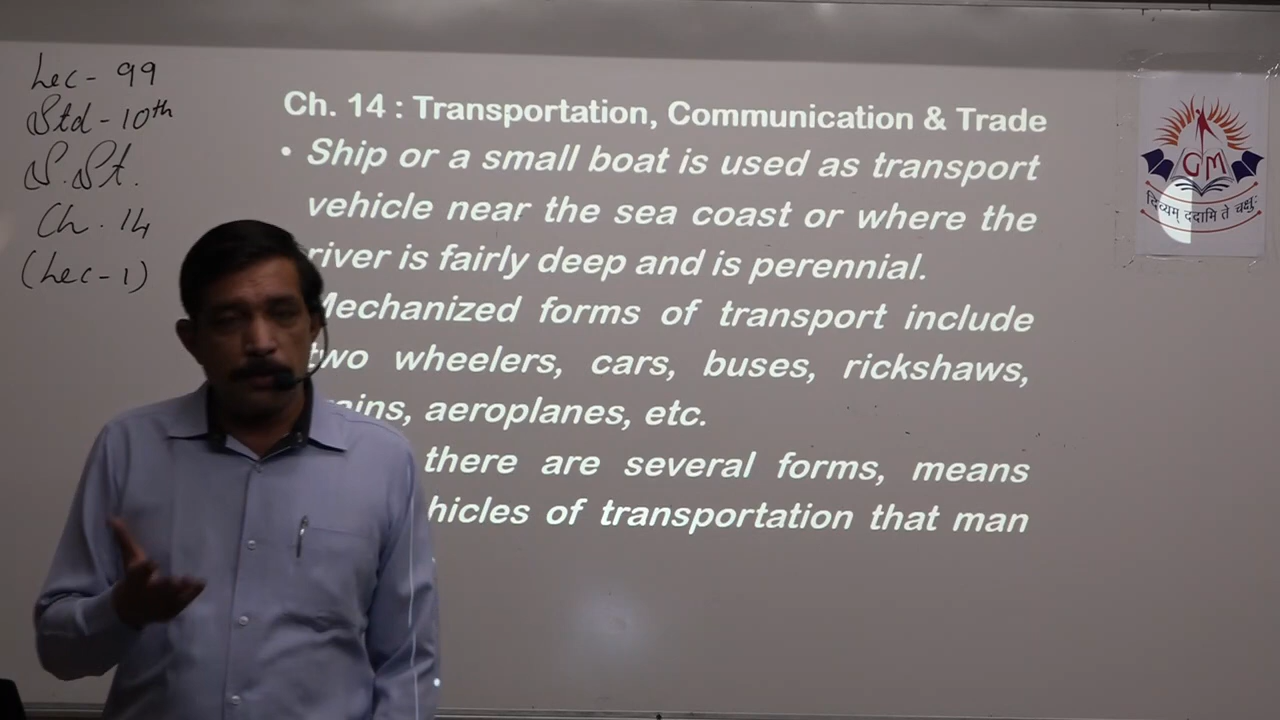 Lec - 99
Std - 10th
S.St.
Ch. 14
(Lec - 1)
Ch. 14 : Transportation, Communication & Trade
• Ship or a small boat is used as transport
vehicle near the sea coast or where the
river is fairly deep and is perennial.
Mechanized forms of transport include
two wheelers, cars, buses, rickshaws,
aeroplanes, etc.
there are several forms, means
of transportation that man
GM
दिव्यम् ददामि ते चक्षुः